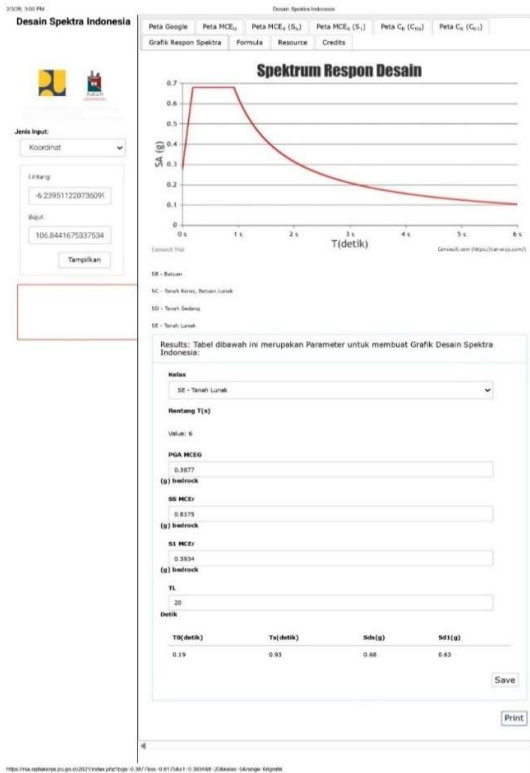 2/3/26, 3:00 PM
Desain Spektra Indonesia
Desain Spektra Indonesia
Jenis Input:
Koordinat
Lintang:
Bujur:
106.8441675337534
Tampilkan
Peta Google
Peta MCEG
Peta MCER (SS)
Peta MCER (S1)
Grafik Respon Spektra
Formula
Resource
Credits
Spektrum Respon Desain
SA (g)
0.7
0.6
0.5
0.4
0.3
0.2
0.1
0
0 s
1 s
2 s
3 s
4 s
5 s
6 s
T(detik)
CanvasJS Trial
SB - Batuan
SC - Tanah Keras, Batuan Lunak
SD - Tanah Sedang
SE - Tanah Lunak
Results: Tabel dibawah ini merupakan Parameter untuk membuat Grafik Desain Spektra
Indonesia:
Kelas
SE - Tanah Lunak
Rentang T(s)
Value: 6
PGA MCEG
0.3877
(g) bedrock
SS MCEr
0.8175
(g) bedrock
S1 MCEr
0.3934
(g) bedrock
TL
20
Detik
T0(detik) Ts(detik) Sds(g) Sd1(g)
0.19 0.93 0.68 0.63
Save
Print